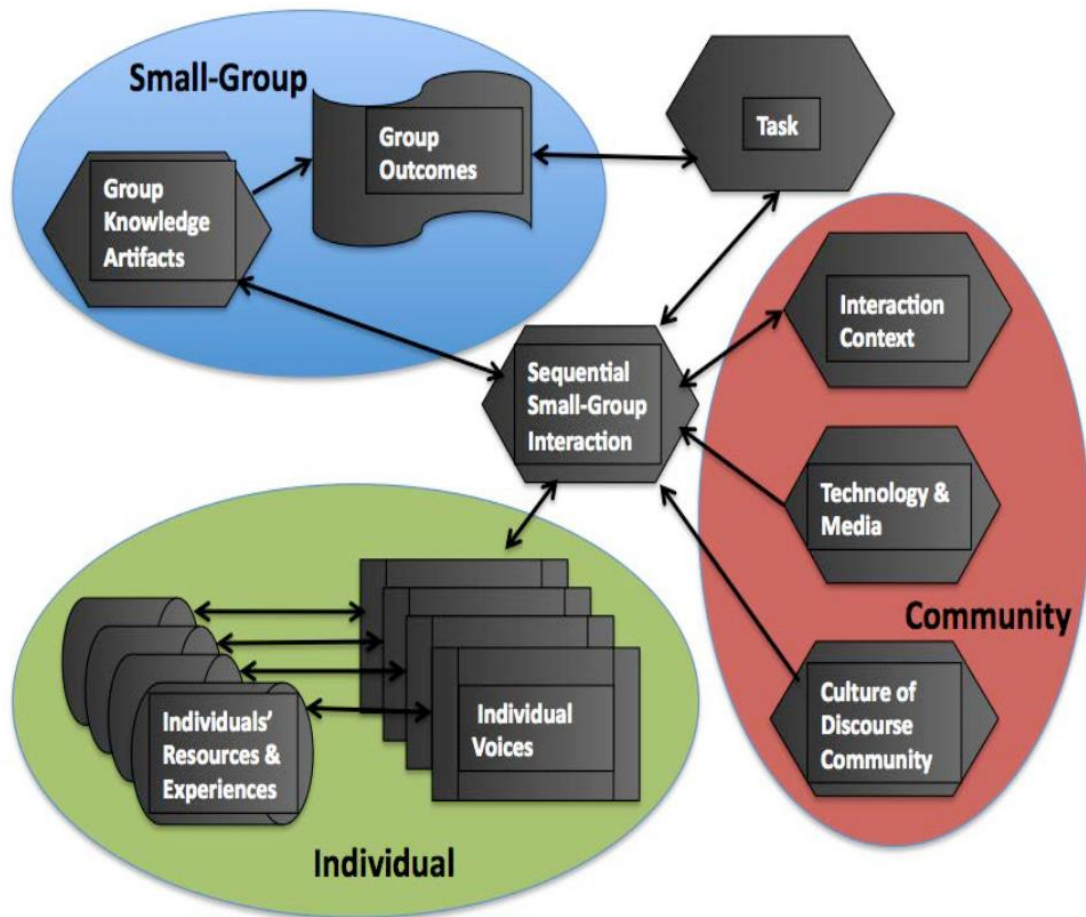 Small-Group
Group
Outcomes
Task
Group
Knowledge
Artifacts
Interaction
Context
Sequential
Small-Group
Interaction
Technology &
Media
Community
Individuals'
Resources &
Experiences
Individual
Voices
Culture of
Discourse
Community
Individual